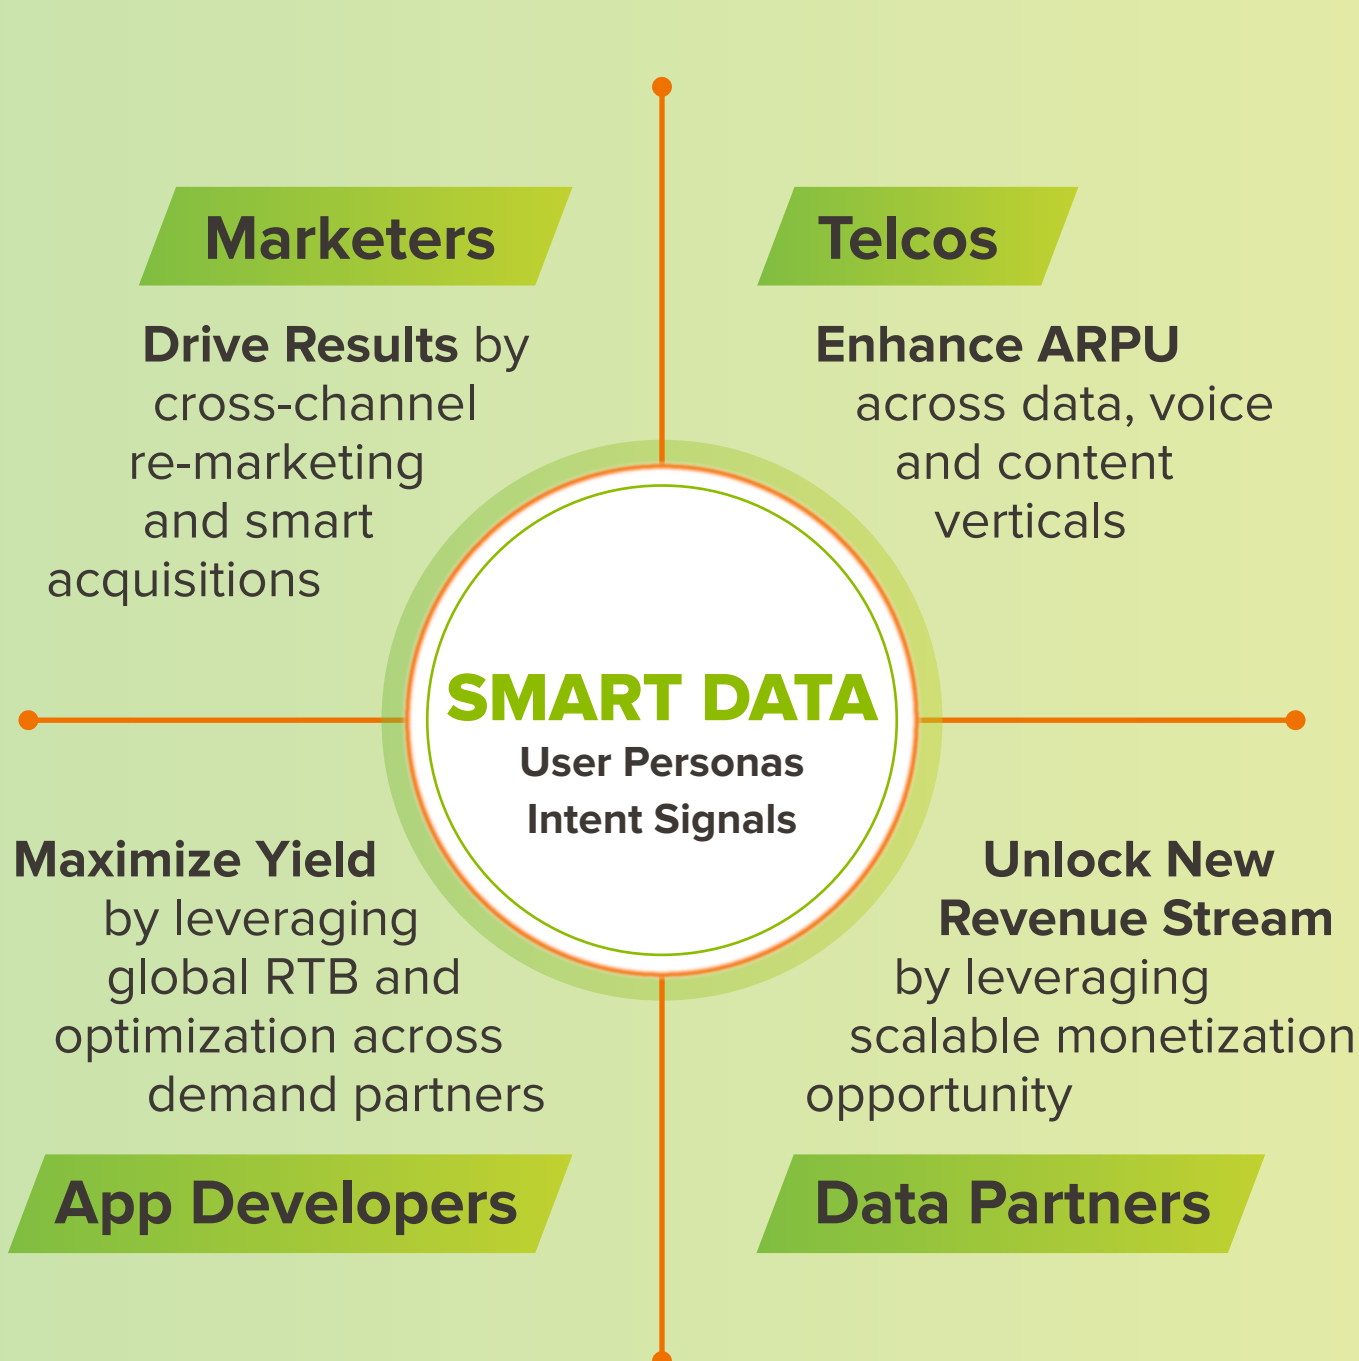 Marketers
Drive Results by
cross-channel
re-marketing
and smart
acquisitions
Telcos
Enhance ARPU
across data, voice
and content
verticals
SMART DATA
User Personas
Intent Signals
Maximize Yield
by leveraging
global RTB and
optimization across
demand partners
App Developers
Unlock New
Revenue Stream
by leveraging
scalable monetization
opportunity
Data Partners